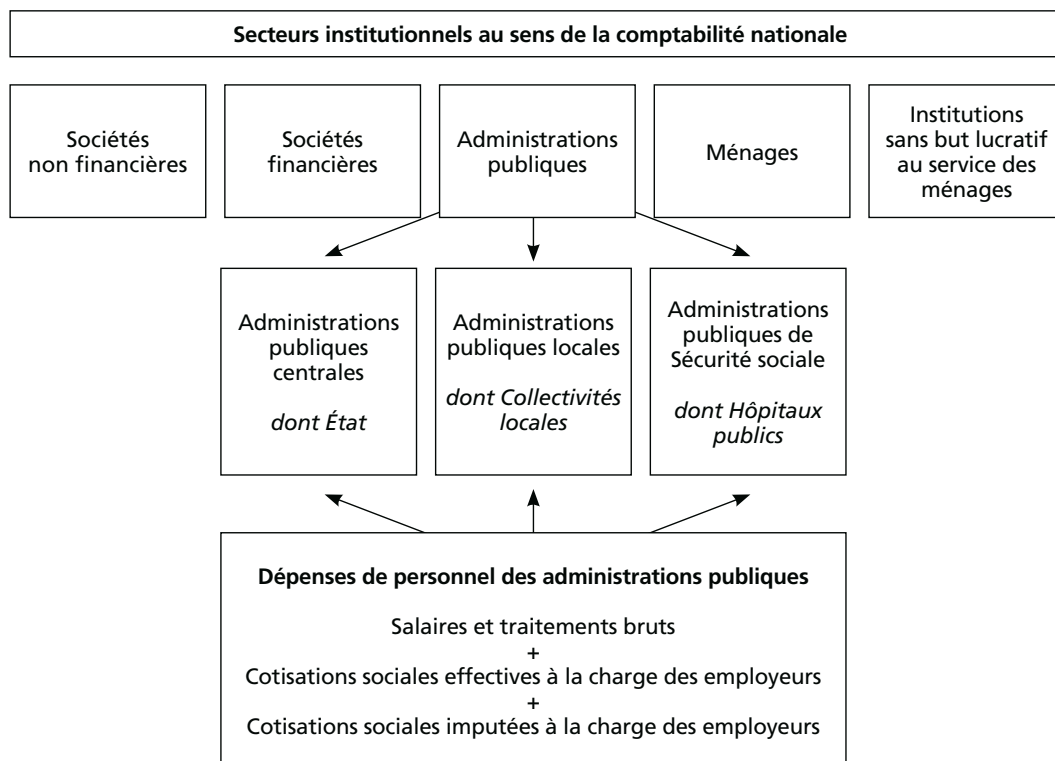 Secteurs institutionnels au sens de la comptabilité nationale
Sociétés
non financières
Sociétés
financières
Administrations
publiques
Ménages
Institutions
sans but lucratif
au service des
ménages
Administrations
publiques
centrales
dont État
Administrations
publiques locales
dont Collectivités
locales
Administrations
publiques de
Sécurité sociale
dont Hôpitaux
publics
Dépenses de personnel des administrations publiques
Salaires et traitements bruts
+
Cotisations sociales effectives à la charge des employeurs
+
Cotisations sociales imputées à la charge des employeurs